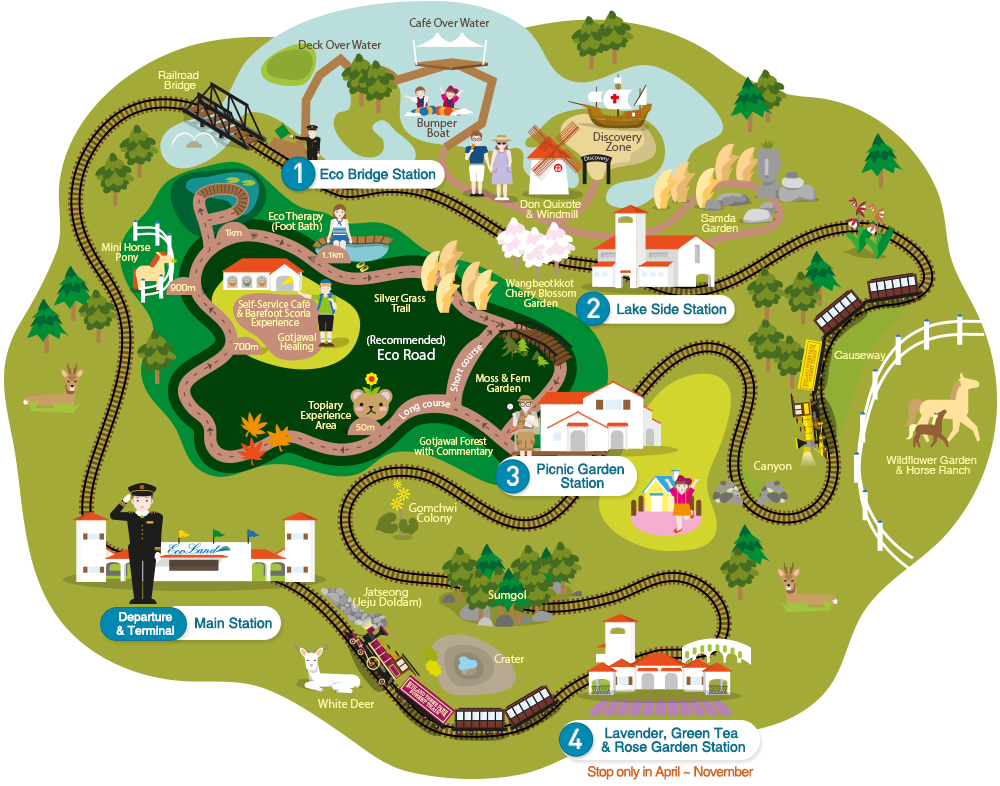 Café Over Water
Deck Over Water
Railroad
Bridge
Bumper
Boat
Discovery
Zone
Discovery
1 Eco Bridge Station
Don Quixote
& Windmill
Samda
Garden
Eco Therapy
(Foot Bath)
1km
1.1km
Mini Horse
Pony
900m
Self-Service Café
& Barefoot Scoria
Experience
Gotjawal
Healing
700m
Silver Grass
Trail
Wangbeotkkot
Cherry Blossom
Garden
2 Lake Side Station
(Recommended)
Eco Road
Short course
Moss & Fern
Garden
Causeway
Topiary
Experience
Area
50m
Long course
Gotjawal Forest
with Commentary
3 Picnic Garden
Station
Canyon
Wildflower Garden
& Horse Ranch
Gomchwi
Colony
EcoLand
Departure
& Terminal
Main Station
Jatseong
(Jeju Doldam)
Sumgol
Crater
White Deer
4 Lavender, Green Tea
& Rose Garden Station
Stop only in April ~ November